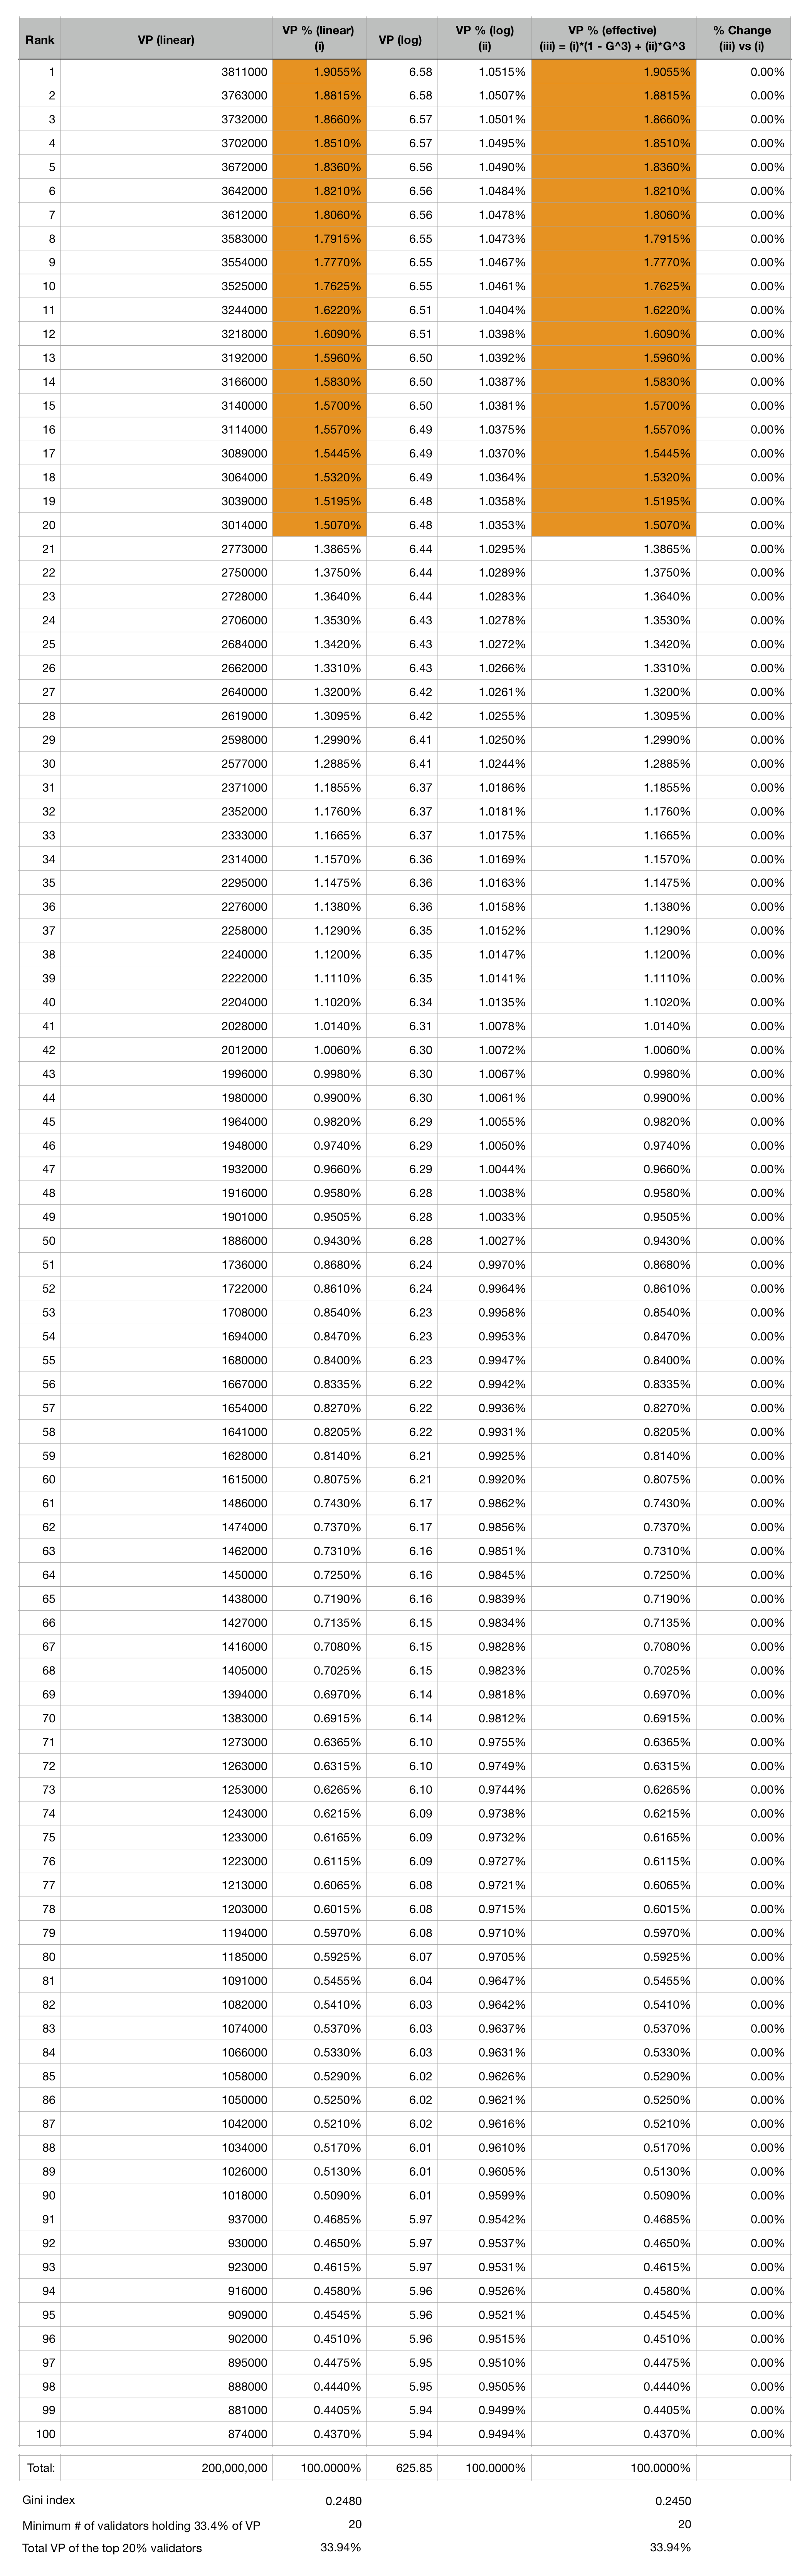 Rank VP (linear) VP % (linear) (i) VP (log) VP % (log) (ii) VP % (effective) (iii) = (i)*(1 - G^3) + (ii)*G^3 % Change (iii) vs (i)
1 3811000 1.9055% 6.58 1.0515% 1.9055% 0.00%
2 3763000 1.8815% 6.58 1.0507% 1.8815% 0.00%
3 3732000 1.8660% 6.57 1.0501% 1.8660% 0.00%
4 3702000 1.8510% 6.57 1.0495% 1.8510% 0.00%
5 3672000 1.8360% 6.56 1.0490% 1.8360% 0.00%
6 3642000 1.8210% 6.56 1.0484% 1.8210% 0.00%
7 3612000 1.8060% 6.56 1.0478% 1.8060% 0.00%
8 3583000 1.7915% 6.55 1.0473% 1.7915% 0.00%
9 3554000 1.7770% 6.55 1.0467% 1.7770% 0.00%
10 3525000 1.7625% 6.55 1.0461% 1.7625% 0.00%
11 3244000 1.6220% 6.51 1.0404% 1.6220% 0.00%
12 3218000 1.6090% 6.51 1.0398% 1.6090% 0.00%
13 3192000 1.5960% 6.50 1.0392% 1.5960% 0.00%
14 3166000 1.5830% 6.50 1.0387% 1.5830% 0.00%
15 3140000 1.5700% 6.50 1.0381% 1.5700% 0.00%
16 3114000 1.5570% 6.49 1.0375% 1.5570% 0.00%
17 3089000 1.5445% 6.49 1.0370% 1.5445% 0.00%
18 3064000 1.5320% 6.49 1.0364% 1.5320% 0.00%
19 3039000 1.5195% 6.48 1.0358% 1.5195% 0.00%
20 3014000 1.5070% 6.48 1.0353% 1.5070% 0.00%
21 2773000 1.3865% 6.44 1.0295% 1.3865% 0.00%
22 2750000 1.3750% 6.44 1.0289% 1.3750% 0.00%
23 2728000 1.3640% 6.44 1.0283% 1.3640% 0.00%
24 2706000 1.3530% 6.43 1.0278% 1.3530% 0.00%
25 2684000 1.3420% 6.43 1.0272% 1.3420% 0.00%
26 2662000 1.3310% 6.43 1.0266% 1.3310% 0.00%
27 2640000 1.3200% 6.42 1.0261% 1.3200% 0.00%
28 2619000 1.3095% 6.42 1.0255% 1.3095% 0.00%
29 2598000 1.2990% 6.41 1.0250% 1.2990% 0.00%
30 2577000 1.2885% 6.41 1.0244% 1.2885% 0.00%
31 2371000 1.1855% 6.37 1.0186% 1.1855% 0.00%
32 2352000 1.1760% 6.37 1.0181% 1.1760% 0.00%
33 2333000 1.1665% 6.37 1.0175% 1.1665% 0.00%
34 2314000 1.1570% 6.36 1.0169% 1.1570% 0.00%
35 2295000 1.1475% 6.36 1.0163% 1.1475% 0.00%
36 2276000 1.1380% 6.36 1.0158% 1.1380% 0.00%
37 2258000 1.1290% 6.35 1.0152% 1.1290% 0.00%
38 2240000 1.1200% 6.35 1.0147% 1.1200% 0.00%
39 2222000 1.1110% 6.35 1.0141% 1.1110% 0.00%
40 2204000 1.1020% 6.34 1.0135% 1.1020% 0.00%
41 2028000 1.0140% 6.31 1.0078% 1.0140% 0.00%
42 2012000 1.0060% 6.30 1.0072% 1.0060% 0.00%
43 1996000 0.9980% 6.30 1.0067% 0.9980% 0.00%
44 1980000 0.9900% 6.30 1.0061% 0.9900% 0.00%
45 1964000 0.9820% 6.29 1.0055% 0.9820% 0.00%
46 1948000 0.9740% 6.29 1.0050% 0.9740% 0.00%
47 1932000 0.9660% 6.29 1.0044% 0.9660% 0.00%
48 1916000 0.9580% 6.28 1.0038% 0.9580% 0.00%
49 1901000 0.9505% 6.28 1.0033% 0.9505% 0.00%
50 1886000 0.9430% 6.28 1.0027% 0.9430% 0.00%
51 1736000 0.8680% 6.24 0.9970% 0.8680% 0.00%
52 1722000 0.8610% 6.24 0.9964% 0.8610% 0.00%
53 1708000 0.8540% 6.23 0.9958% 0.8540% 0.00%
54 1694000 0.8470% 6.23 0.9953% 0.8470% 0.00%
55 1680000 0.8400% 6.23 0.9947% 0.8400% 0.00%
56 1667000 0.8335% 6.22 0.9942% 0.8335% 0.00%
57 1654000 0.8270% 6.22 0.9936% 0.8270% 0.00%
58 1641000 0.8205% 6.22 0.9931% 0.8205% 0.00%
59 1628000 0.8140% 6.21 0.9925% 0.8140% 0.00%
60 1615000 0.8075% 6.21 0.9920% 0.8075% 0.00%
61 1486000 0.7430% 6.17 0.9862% 0.7430% 0.00%
62 1474000 0.7370% 6.17 0.9856% 0.7370% 0.00%
63 1462000 0.7310% 6.16 0.9851% 0.7310% 0.00%
64 1450000 0.7250% 6.16 0.9845% 0.7250% 0.00%
65 1438000 0.7190% 6.16 0.9839% 0.7190% 0.00%
66 1427000 0.7135% 6.15 0.9834% 0.7135% 0.00%
67 1416000 0.7080% 6.15 0.9828% 0.7080% 0.00%
68 1405000 0.7025% 6.15 0.9823% 0.7025% 0.00%
69 1394000 0.6970% 6.14 0.9818% 0.6970% 0.00%
70 1383000 0.6915% 6.14 0.9812% 0.6915% 0.00%
71 1273000 0.6365% 6.10 0.9755% 0.6365% 0.00%
72 1263000 0.6315% 6.10 0.9749% 0.6315% 0.00%
73 1253000 0.6265% 6.10 0.9744% 0.6265% 0.00%
74 1243000 0.6215% 6.09 0.9738% 0.6215% 0.00%
75 1233000 0.6165% 6.09 0.9732% 0.6165% 0.00%
76 1223000 0.6115% 6.09 0.9727% 0.6115% 0.00%
77 1213000 0.6065% 6.08 0.9721% 0.6065% 0.00%
78 1203000 0.6015% 6.08 0.9715% 0.6015% 0.00%
79 1194000 0.5970% 6.08 0.9710% 0.5970% 0.00%
80 1185000 0.5925% 6.07 0.9705% 0.5925% 0.00%
81 1091000 0.5455% 6.04 0.9647% 0.5455% 0.00%
82 1082000 0.5410% 6.03 0.9642% 0.5410% 0.00%
83 1074000 0.5370% 6.03 0.9637% 0.5370% 0.00%
84 1066000 0.5330% 6.03 0.9631% 0.5330% 0.00%
85 1058000 0.5290% 6.02 0.9626% 0.5290% 0.00%
86 1050000 0.5250% 6.02 0.9621% 0.5250% 0.00%
87 1042000 0.5210% 6.02 0.9616% 0.5210% 0.00%
88 1034000 0.5170% 6.01 0.9610% 0.5170% 0.00%
89 1026000 0.5130% 6.01 0.9605% 0.5130% 0.00%
90 1018000 0.5090% 6.01 0.9599% 0.5090% 0.00%
91 937000 0.4685% 5.97 0.9542% 0.4685% 0.00%
92 930000 0.4650% 5.97 0.9537% 0.4650% 0.00%
93 923000 0.4615% 5.97 0.9531% 0.4615% 0.00%
94 916000 0.4580% 5.96 0.9526% 0.4580% 0.00%
95 909000 0.4545% 5.96 0.9521% 0.4545% 0.00%
96 902000 0.4510% 5.96 0.9515% 0.4510% 0.00%
97 895000 0.4475% 5.95 0.9510% 0.4475% 0.00%
98 888000 0.4440% 5.95 0.9505% 0.4440% 0.00%
99 881000 0.4405% 5.94 0.9499% 0.4405% 0.00%
100 874000 0.4370% 5.94 0.9494% 0.4370% 0.00%
Total: 200,000,000 100.0000% 625.85 100.0000% 100.0000%
Gini index 0.2480 0.2450
Minimum # of validators holding 33.4% of VP 20 20
Total VP of the top 20% validators 33.94% 33.94%